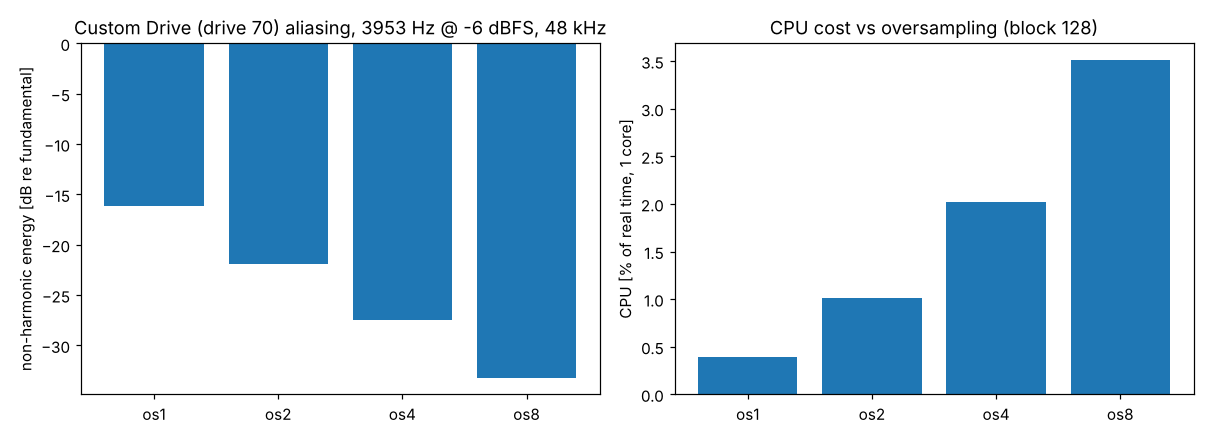 Custom Drive (drive 70) aliasing, 3953 Hz @ -6 dBFS, 48 kHz
non-harmonic energy [dB re fundamental]
0
−5
−10
−15
−20
−25
−30
os1
os2
os4
os8
CPU cost vs oversampling (block 128)
CPU [% of real time, 1 core]
3.5
3.0
2.5
2.0
1.5
1.0
0.5
0.0
os1
os2
os4
os8